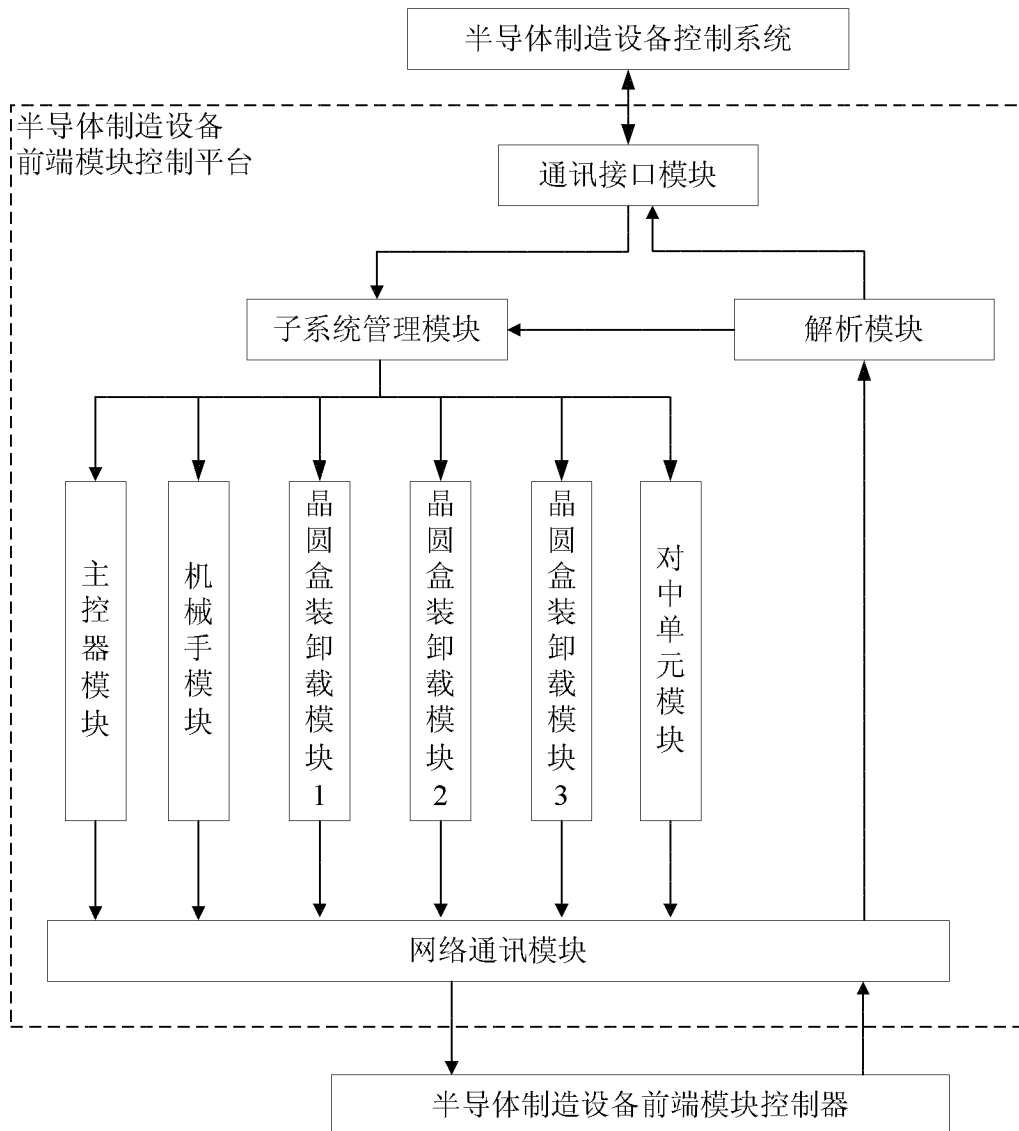 半导体制造设备控制系统
半导体制造设备
前端模块控制平台
通讯接口模块
子系统管理模块
解析模块
主控器模块
机械手模块
晶圆盒装卸载模块1
晶圆盒装卸载模块2
晶圆盒装卸载模块3
对中单元模块
网络通讯模块
半导体制造设备前端模块控制器